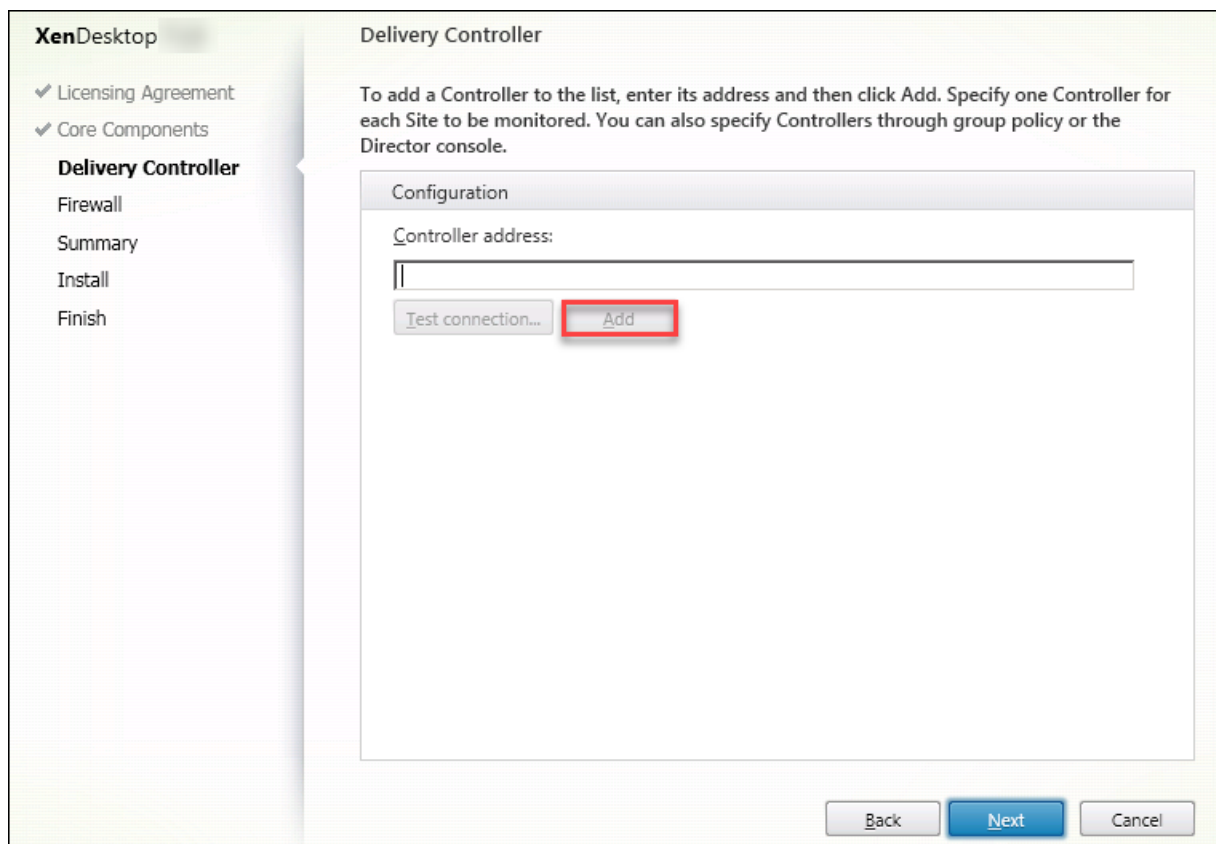 XenDesktop
Licensing Agreement
Core Components
Delivery Controller
Firewall
Summary
Install
Finish
Delivery Controller
To add a Controller to the list, enter its address and then click Add. Specify one Controller for
each Site to be monitored. You can also specify Controllers through group policy or the
Director console.
Configuration
Controller address:
Test connection...
Add
Back
Next
Cancel